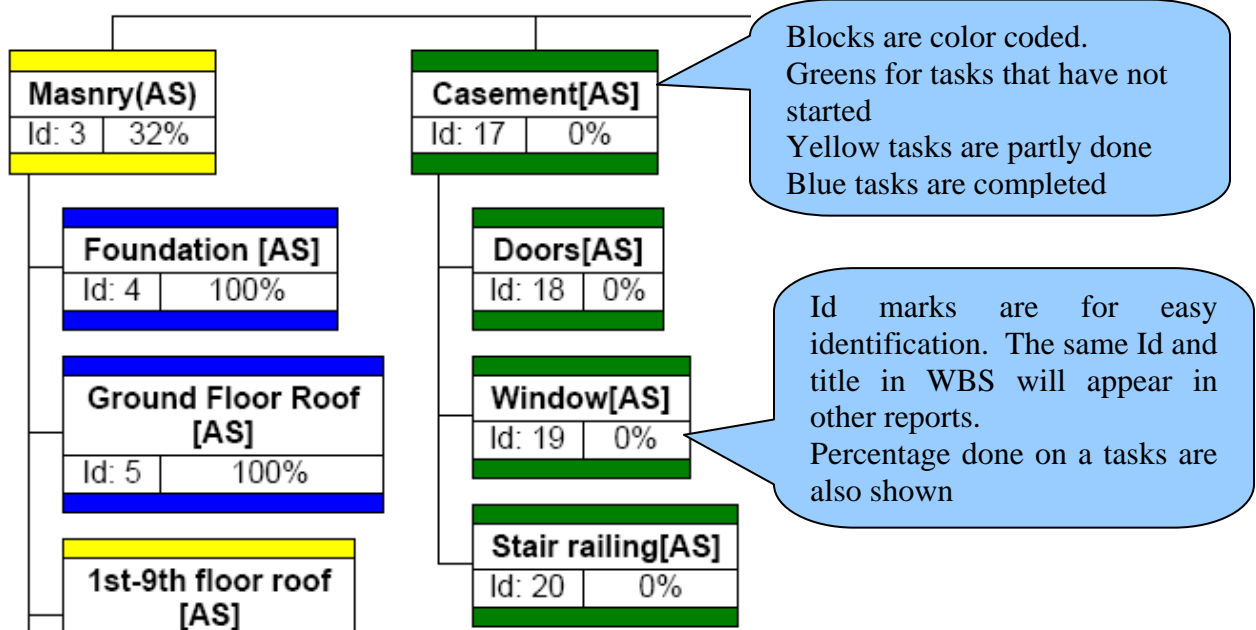 Masnry(AS)
Id: 3 32%
Foundation [AS]
Id: 4 100%
Ground Floor Roof
[AS]
Id: 5 100%
1st-9th floor roof
[AS]
Casement[AS]
Id: 17 0%
Doors[AS]
Id: 18 0%
Window[AS]
Id: 19 0%
Stair railing[AS]
Id: 20 0%
Blocks are color coded.
Greens for tasks that have not
started
Yellow tasks are partly done
Blue tasks are completed
Id marks are for easy
identification. The same Id and
title in WBS will appear in
other reports.
Percentage done on a tasks are
also shown